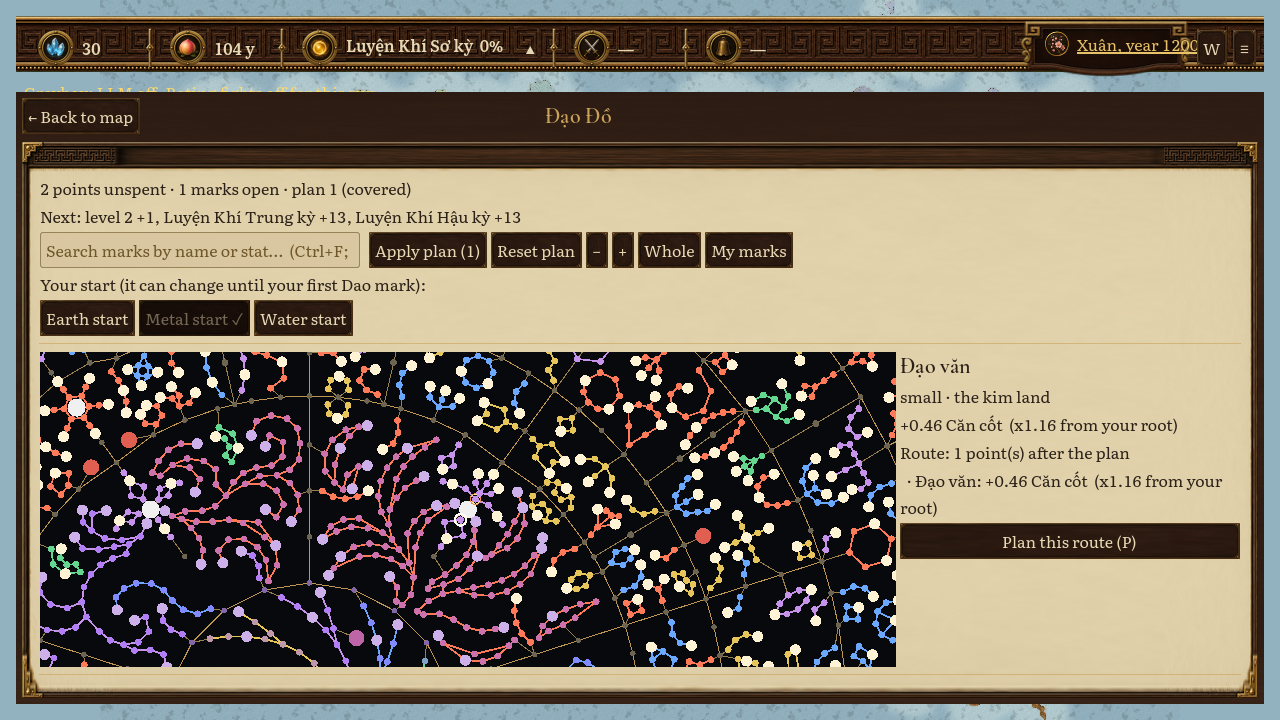 30
104 y
Luyện Khí Sơ kỳ 0% ▲
—
—
Xuân, year 1200
W
≡
← Back to map
Đạo Đồ
2 points unspent · 1 marks open · plan 1 (covered)
Next: level 2 +1, Luyện Khí Trung kỳ +13, Luyện Khí Hậu kỳ +13
Search marks by name or stat... (Ctrl+F;
Apply plan (1)
Reset plan
−
+
Whole
My marks
Your start (it can change until your first Dao mark):
Earth start
Metal start ✓
Water start
Đạo văn
small · the kim land
+0.46 Căn cốt (x1.16 from your root)
Route: 1 point(s) after the plan
· Đạo văn: +0.46 Căn cốt (x1.16 from your
root)
Plan this route (P)